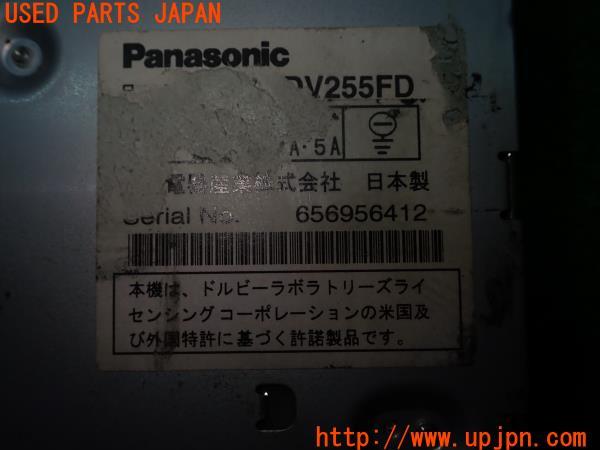 USED PARTS JAPAN
Panasonic
DV255FD
A・5A
産業株式会社 日本製
Serial No. 656956412
本機は、ドルビーラボラトリーズライ
センシングコーポレーションの米国及
び外国特許に基づく許諾製品です。
http://www.upjpn.com